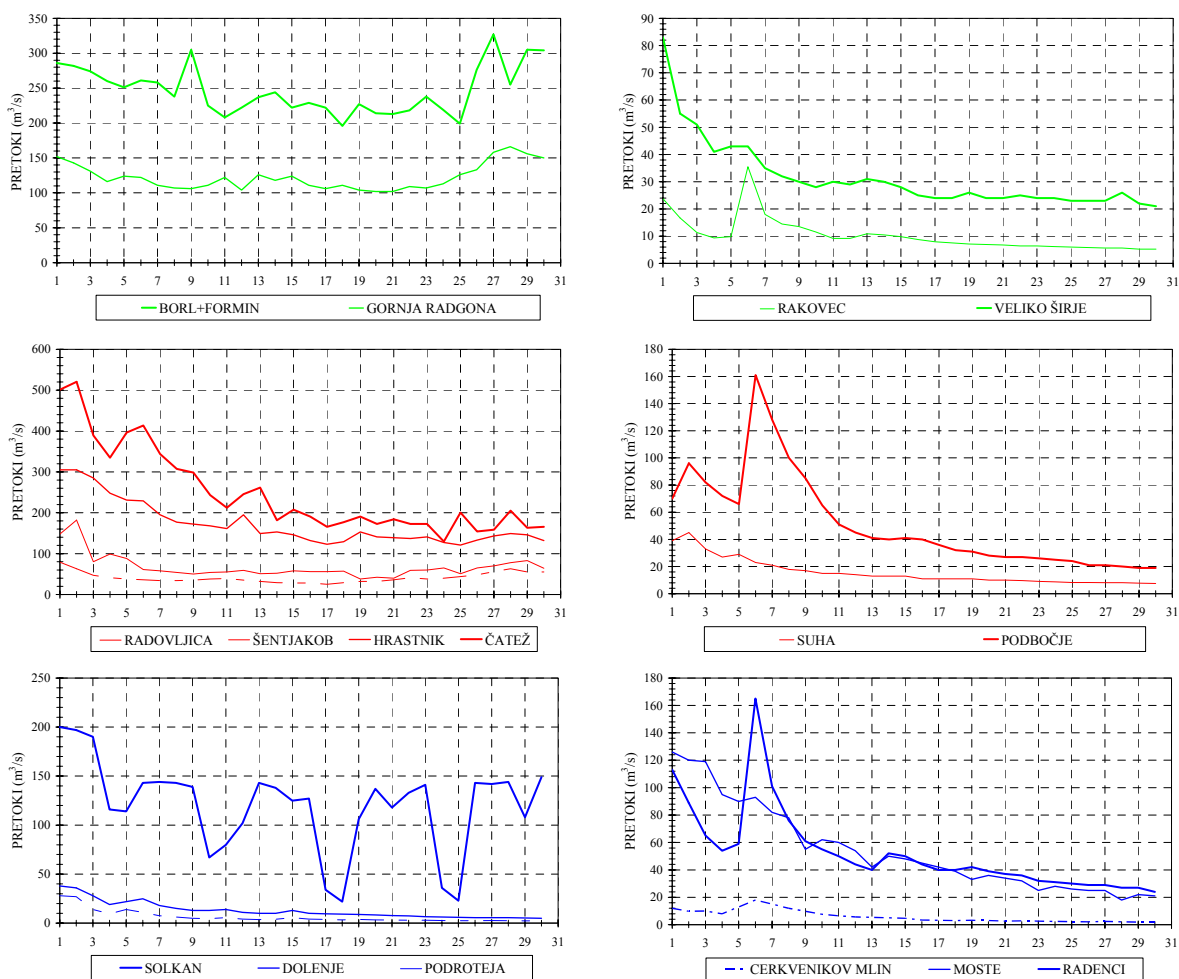 PRETOKI (m³/s)
350
300
250
200
150
100
50
0
1 3 5 7 9 11 13 15 17 19 21 23 25 27 29 31
BORL+FORMIN GORNJA RADGONA
PRETOKI (m³/s)
90
80
70
60
50
40
30
20
10
0
1 3 5 7 9 11 13 15 17 19 21 23 25 27 29 31
RAKOVEC VELIKO ŠIRJE
PRETOKI (m³/s)
600
500
400
300
200
100
0
1 3 5 7 9 11 13 15 17 19 21 23 25 27 29 31
RADOVLJICA ŠENTJAKOB HRASTNIK ČATEŽ
PRETOKI (m³/s)
180
160
140
120
100
80
60
40
20
0
1 3 5 7 9 11 13 15 17 19 21 23 25 27 29 31
SUHA PODBOČJE
PRETOKI (m³/s)
250
200
150
100
50
0
1 3 5 7 9 11 13 15 17 19 21 23 25 27 29 31
SOLKAN DOLENJE PODROTEJA
PRETOKI (m³/s)
180
160
140
120
100
80
60
40
20
0
1 3 5 7 9 11 13 15 17 19 21 23 25 27 29 31
CERKVENIKOV MLIN MOSTE RADENCI